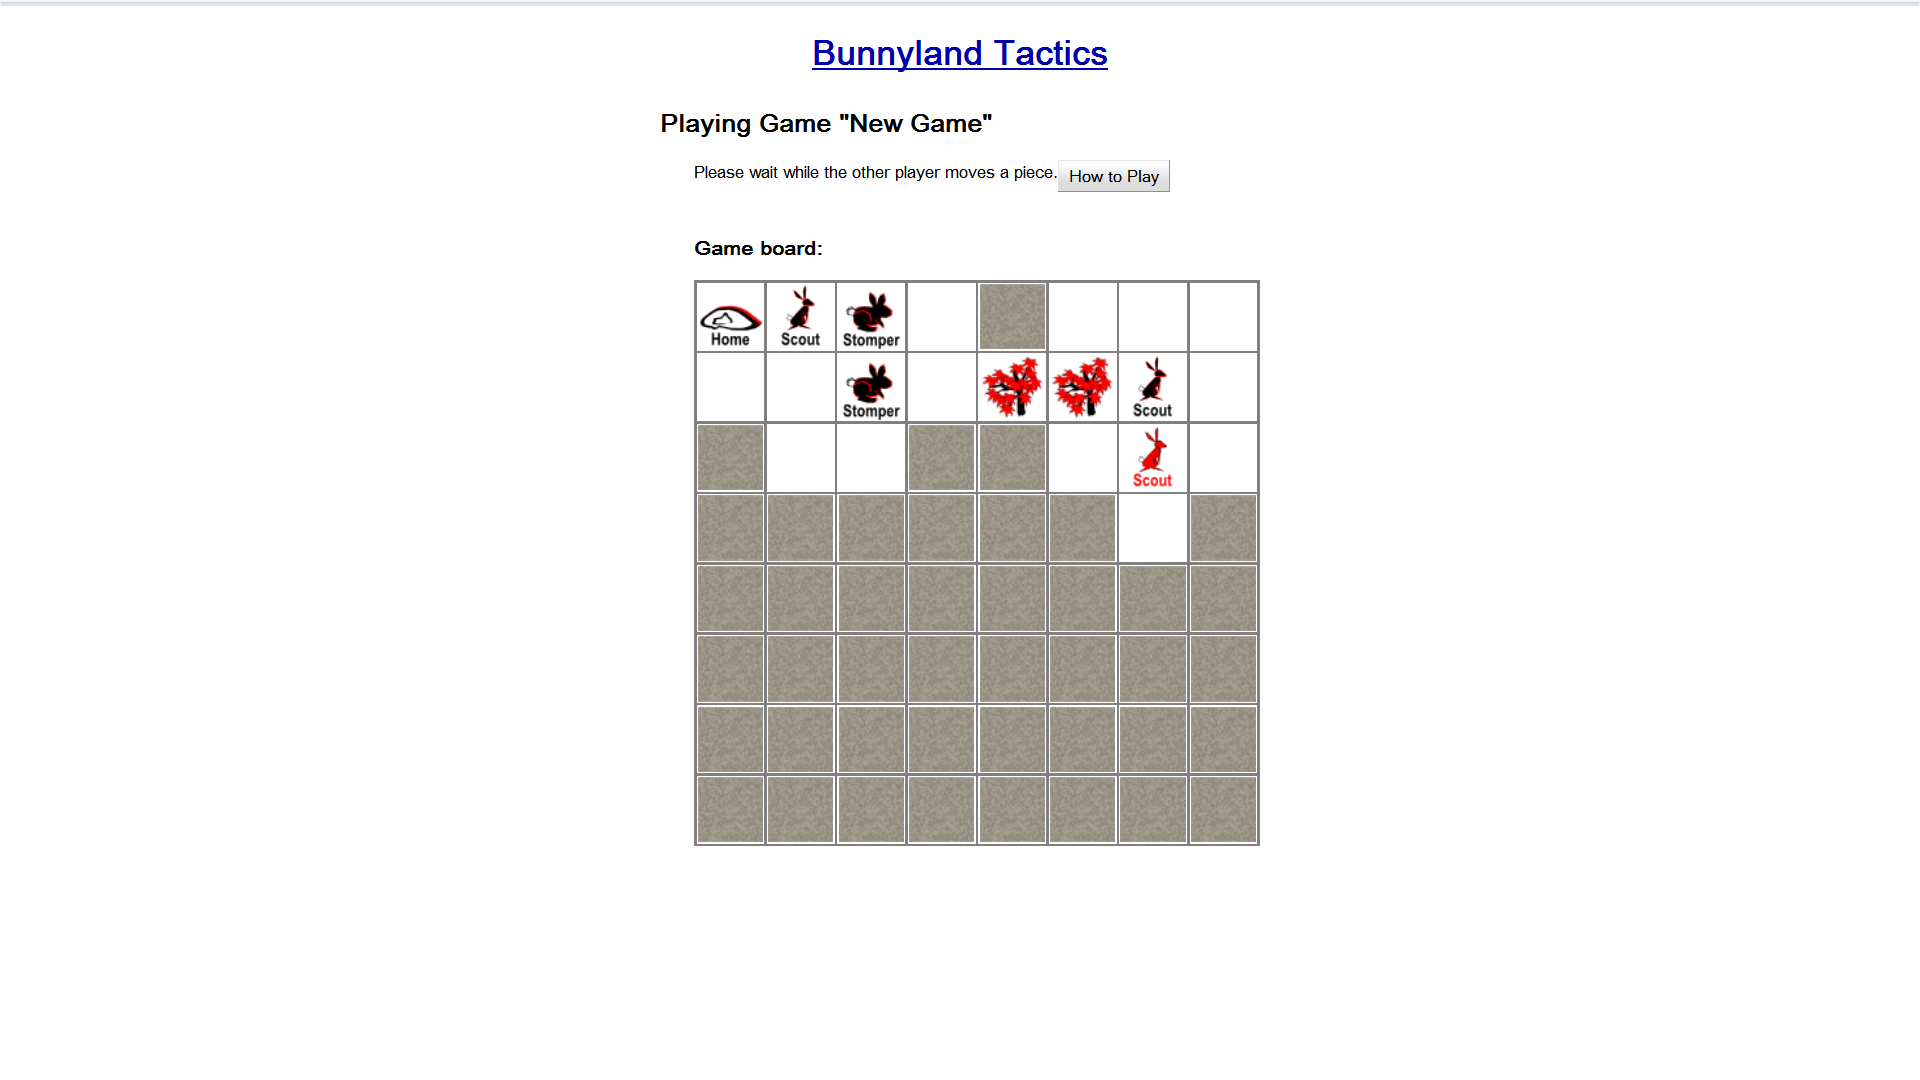 Bunnyland Tactics
Playing Game "New Game"
Please wait while the other player moves a piece. How to Play
Game board:
Home Scout Stomper
Stomper Scout
Scout